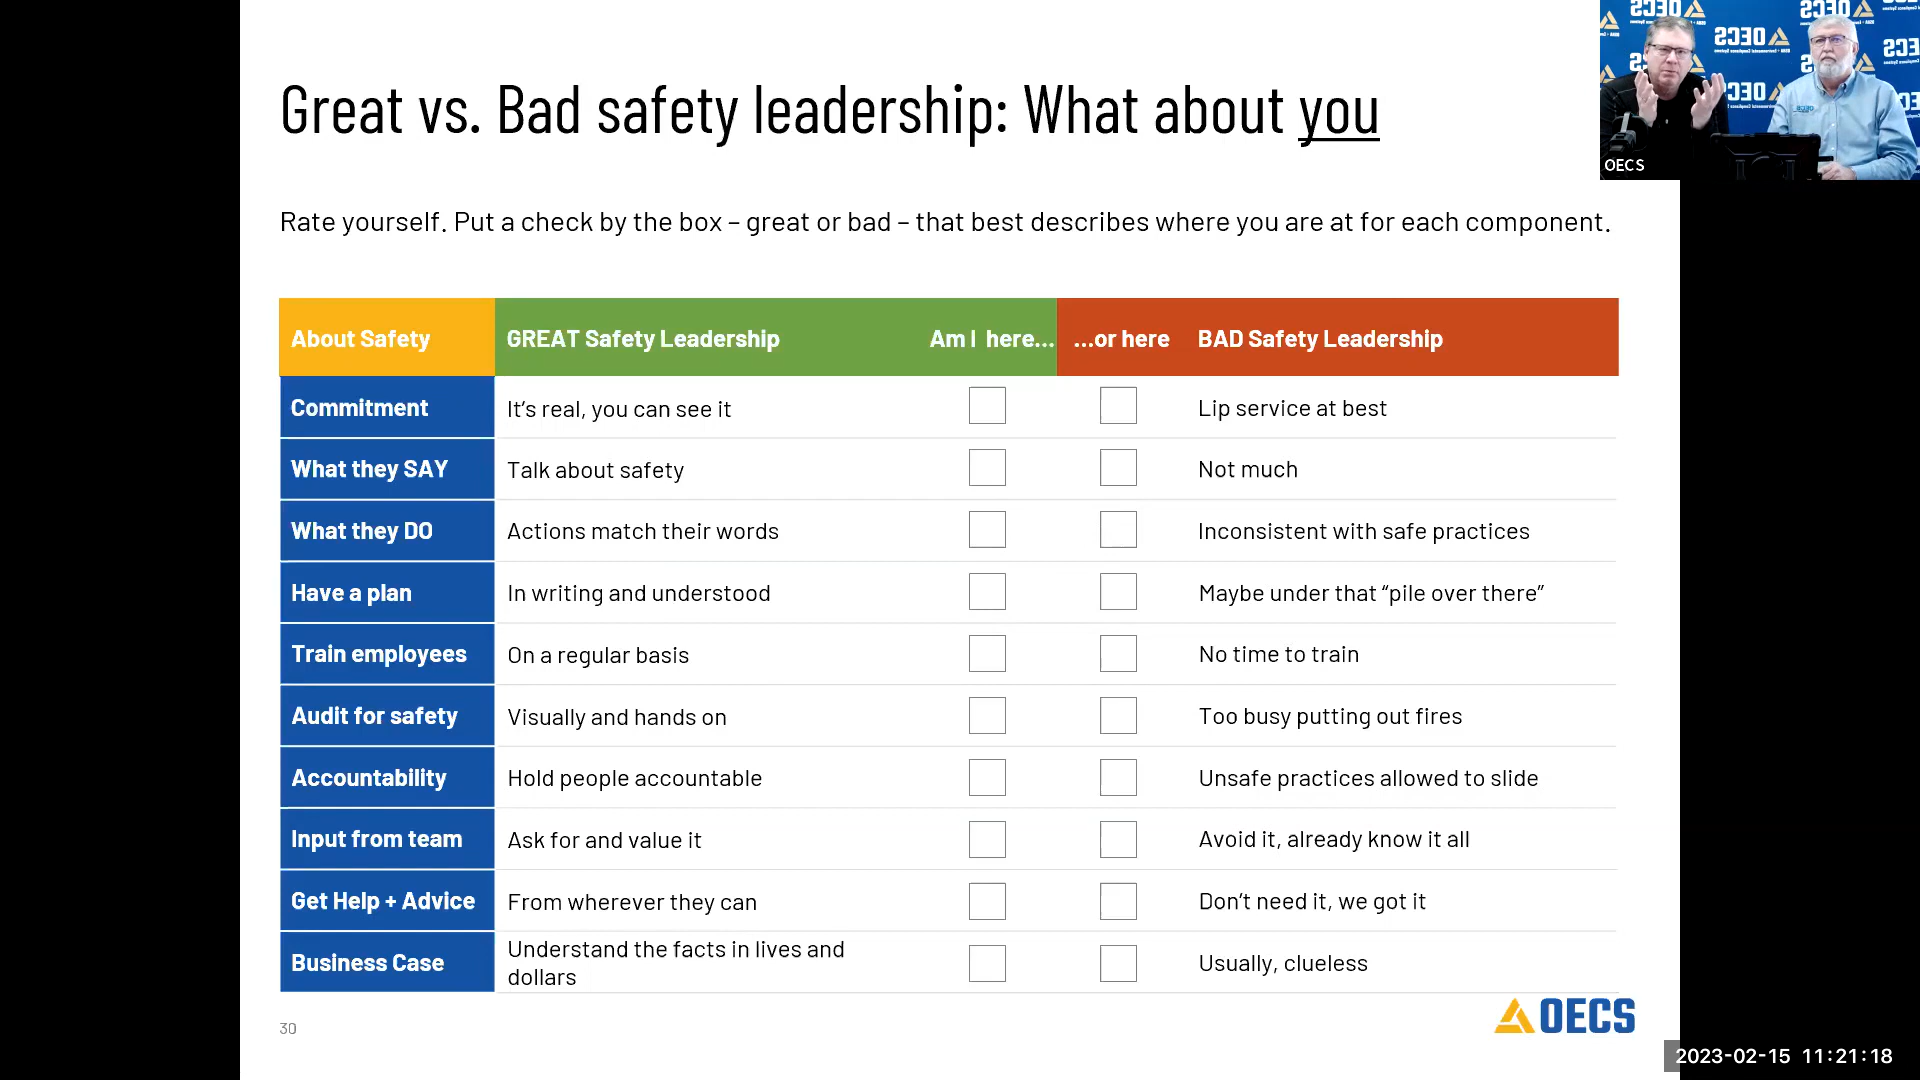 Great vs. Bad safety leadership: What about you
Rate yourself. Put a check by the box – great or bad – that best describes where you are at for each component.
About Safety GREAT Safety Leadership Am I here... ...or here BAD Safety Leadership
Commitment It’s real, you can see it Lip service at best
What they SAY Talk about safety Not much
What they DO Actions match their words Inconsistent with safe practices
Have a plan In writing and understood Maybe under that “pile over there”
Train employees On a regular basis No time to train
Audit for safety Visually and hands on Too busy putting out fires
Accountability Hold people accountable Unsafe practices allowed to slide
Input from team Ask for and value it Avoid it, already know it all
Get Help + Advice From wherever they can Don’t need it, we got it
Business Case Understand the facts in lives and
dollars Usually, clueless
30
OECS
OECS
2023-02-15 11:21:18